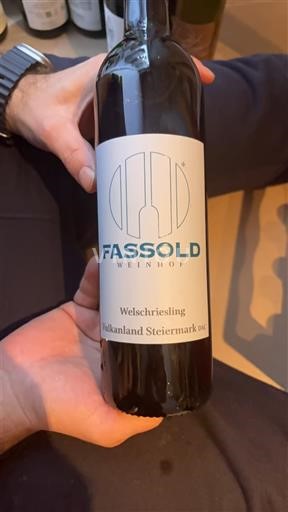 FASSOLD
WEINHOF
Welschriesling
Vulkanland Steiermark DAC